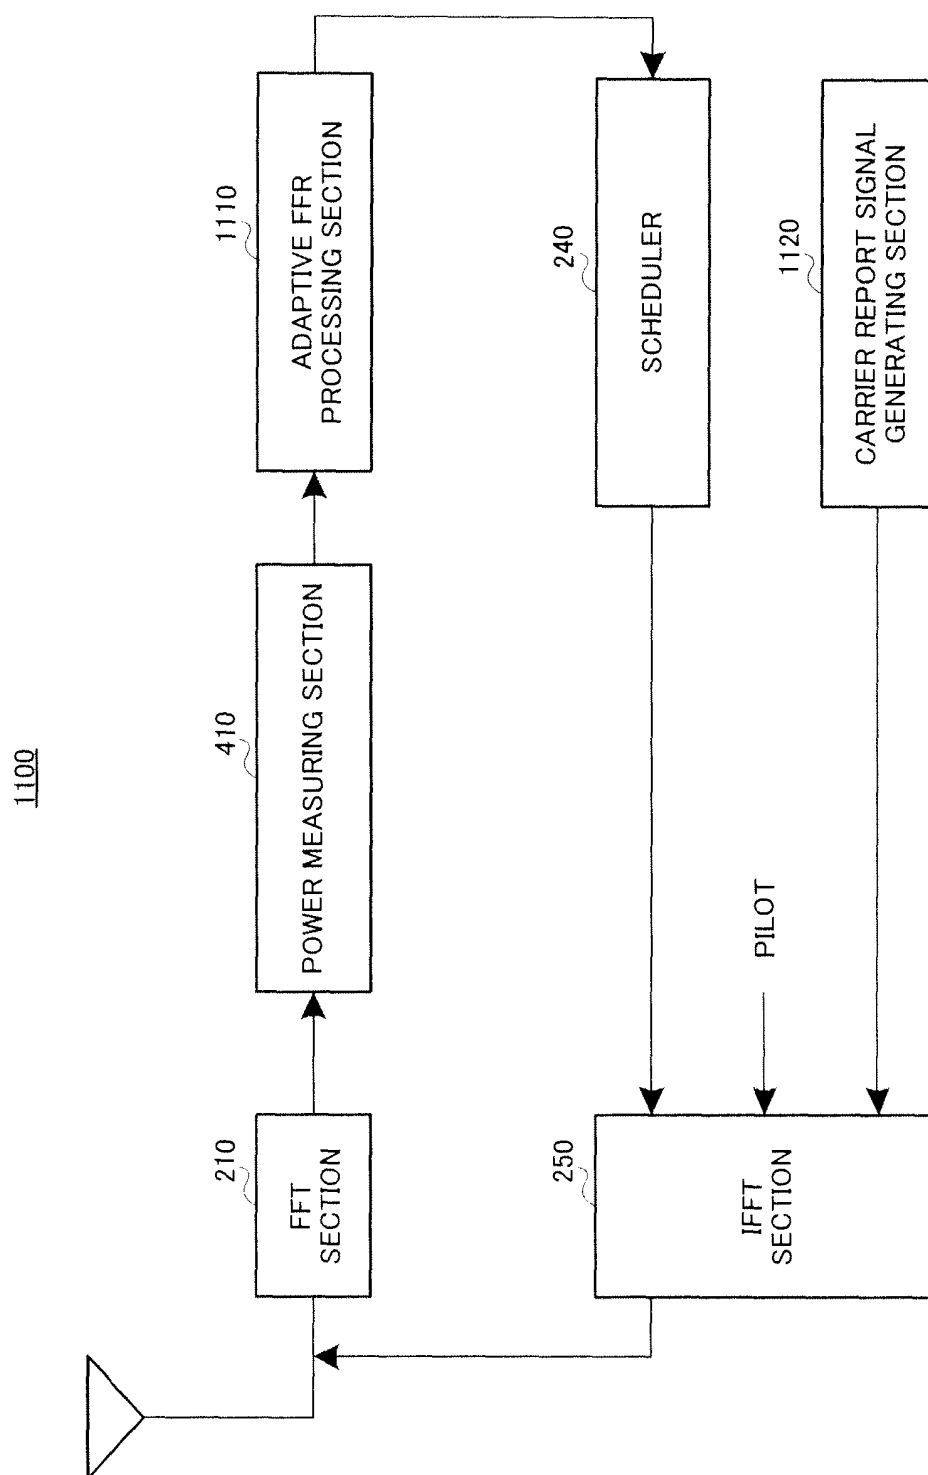 1100
210
FFT
SECTION
410
POWER MEASURING SECTION
1110
ADAPTIVE FFR
PROCESSING SECTION
250
IFFT
SECTION
PILOT
240
SCHEDULER
1120
CARRIER REPORT SIGNAL
GENERATING SECTION